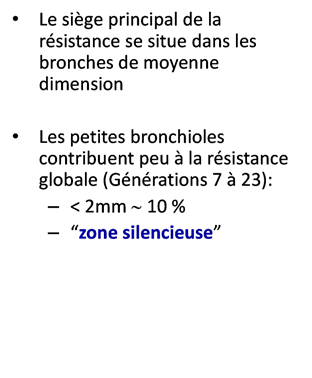 • Le siège principal de la
résistance se situe dans les
bronches de moyenne
dimension
• Les petites bronchioles
contribuent peu à la résistance
globale (Générations 7 à 23):
– < 2mm ~ 10 %
– “zone silencieuse”